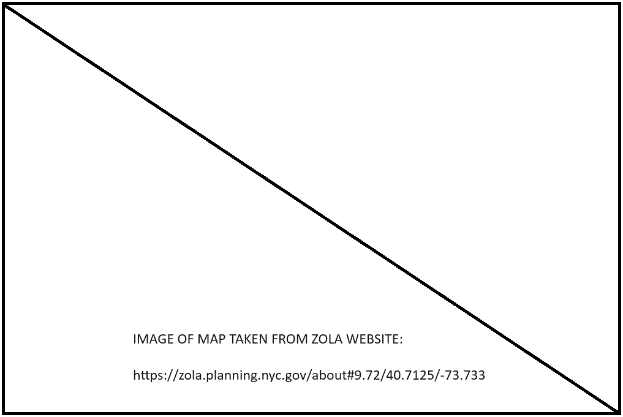 IMAGE OF MAP TAKEN FROM ZOLA WEBSITE:
https://zola.planning.nyc.gov/about#9.72/40.7125/-73.733